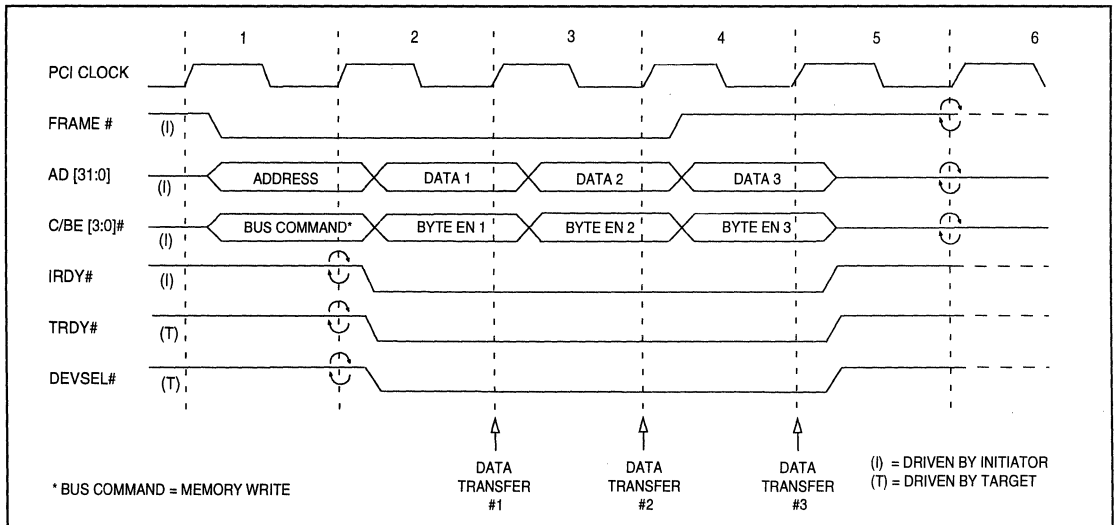 1 2 3 4 5 6
PCI CLOCK
FRAME # (I)
AD [31:0] (I) ADDRESS DATA 1 DATA 2 DATA 3
C/BE [3:0]# (I) BUS COMMAND* BYTE EN 1 BYTE EN 2 BYTE EN 3
IRDY# (I)
TRDY# (T)
DEVSEL# (T)
DATA TRANSFER #1
DATA TRANSFER #2
DATA TRANSFER #3
* BUS COMMAND = MEMORY WRITE
(I) = DRIVEN BY INITIATOR
(T) = DRIVEN BY TARGET